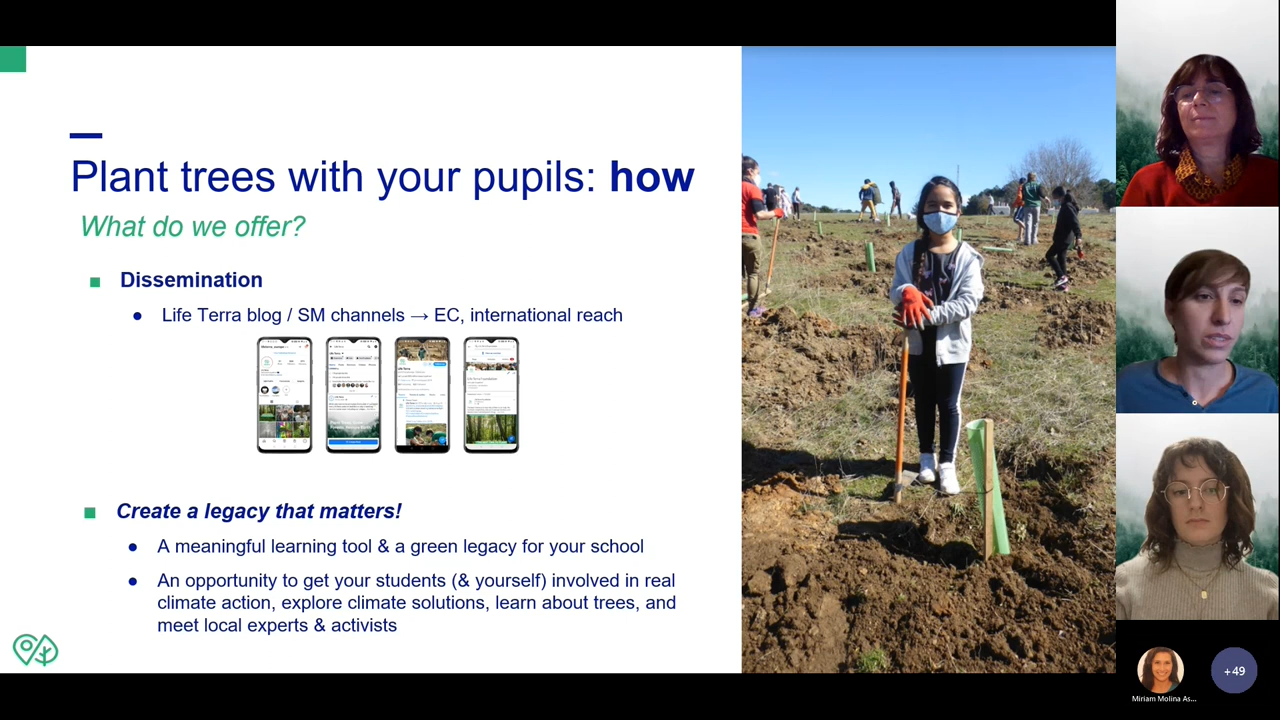 Plant trees with your pupils: how
What do we offer?
Dissemination
Life Terra blog / SM channels → EC, international reach
Create a legacy that matters!
A meaningful learning tool & a green legacy for your school
An opportunity to get your students (& yourself) involved in real
climate action, explore climate solutions, learn about trees, and
meet local experts & activists
Miriam Molina As...
+49